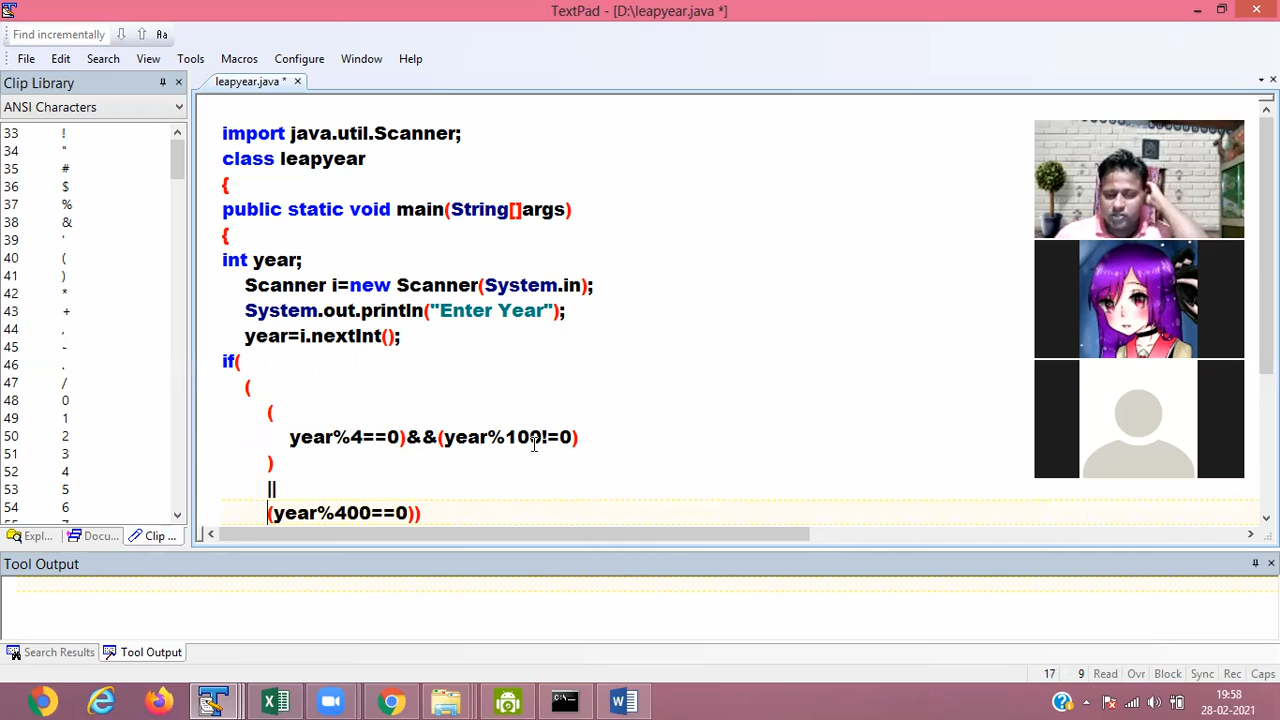 TextPad - [D:\leapyear.java *]
Find incrementally
File Edit Search View Tools Macros Configure Window Help
Clip Library
leapyear.java *
ANSI Characters
33 !
34 "
35 #
36 $
37 %
38 &
39 '
40 (
41 )
42 *
43 +
44 ,
45 -
46 .
47 /
48 0
49 1
50 2
51 3
52 4
53 5
54 6
import java.util.Scanner;
class leapyear
{
public static void main(String[]args)
{
int year;
Scanner i=new Scanner(System.in);
System.out.println("Enter Year");
year=i.nextInt();
if(
(
(
year%4==0)&&(year%100!=0)
)
||
(year%400==0))
Expl... Docu... Clip ...
Tool Output
Search Results Tool Output
17 9 Read Ovr Block Sync Rec Caps
19:58
28-02-2021